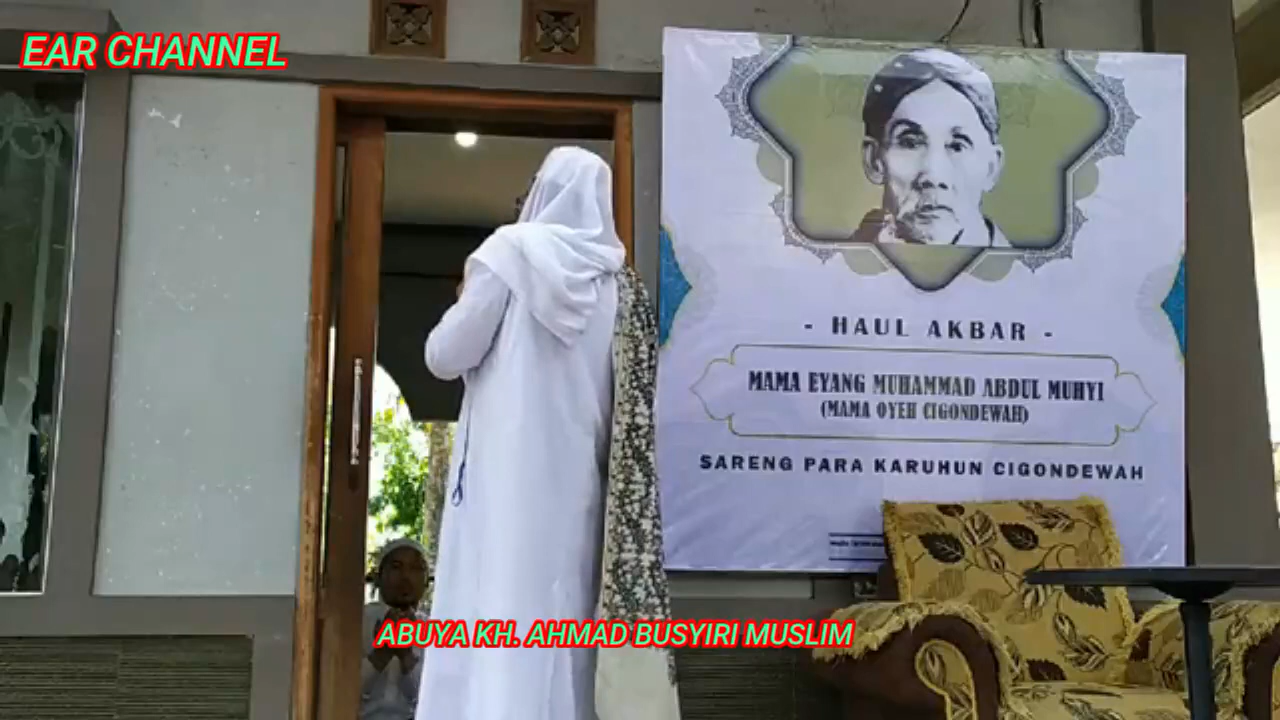 EAR CHANNEL
- HAUL AKBAR -
MAMA EYANG MUHAMMAD ABDUL MUHYI
(MAMA OYEH CIGONDEWAH)
SARENG PARA KARUHUN CIGONDEWAH
ABUYA KH. AHMAD BUSYIRI MUSLIM